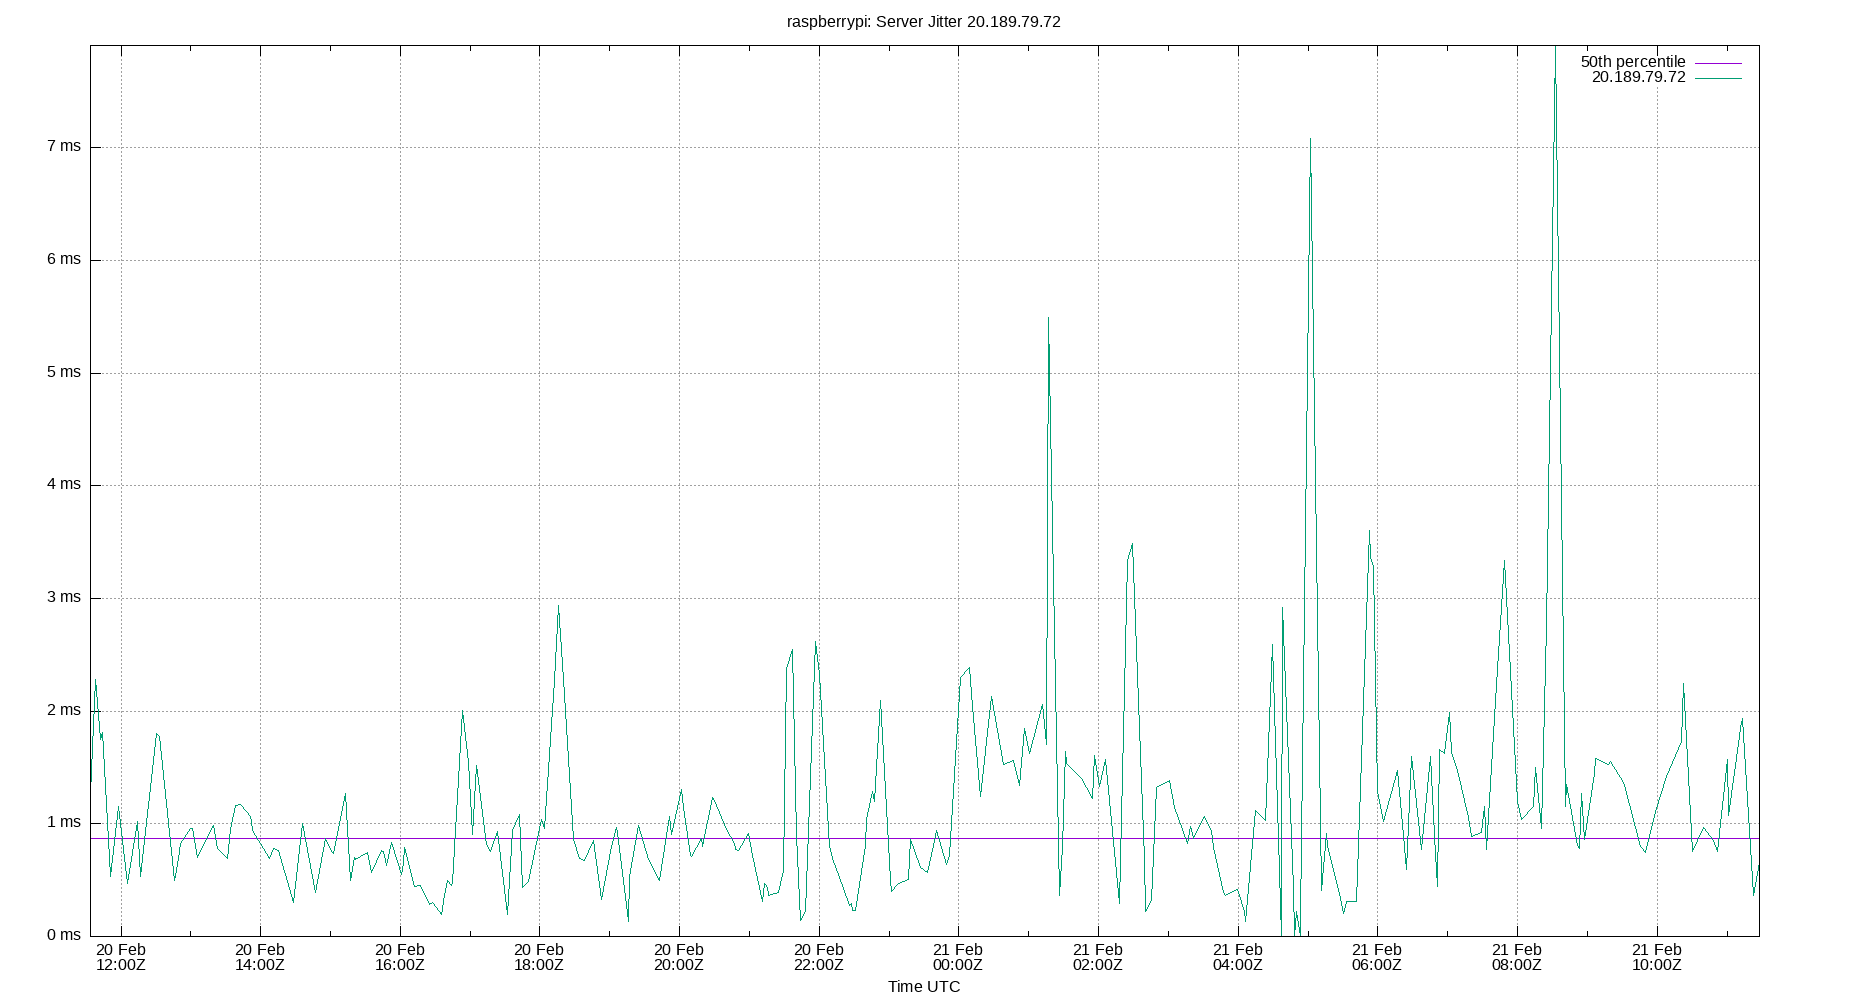 raspberrypi: Server Jitter 20.189.79.72
50th percentile
20.189.79.72
7 ms
6 ms
5 ms
4 ms
3 ms
2 ms
1 ms
0 ms
20 Feb 20 Feb 20 Feb 20 Feb 20 Feb 20 Feb 21 Feb 21 Feb 21 Feb 21 Feb 21 Feb 21 Feb
12:00Z 14:00Z 16:00Z 18:00Z 20:00Z 22:00Z 00:00Z 02:00Z 04:00Z 06:00Z 08:00Z 10:00Z
Time UTC